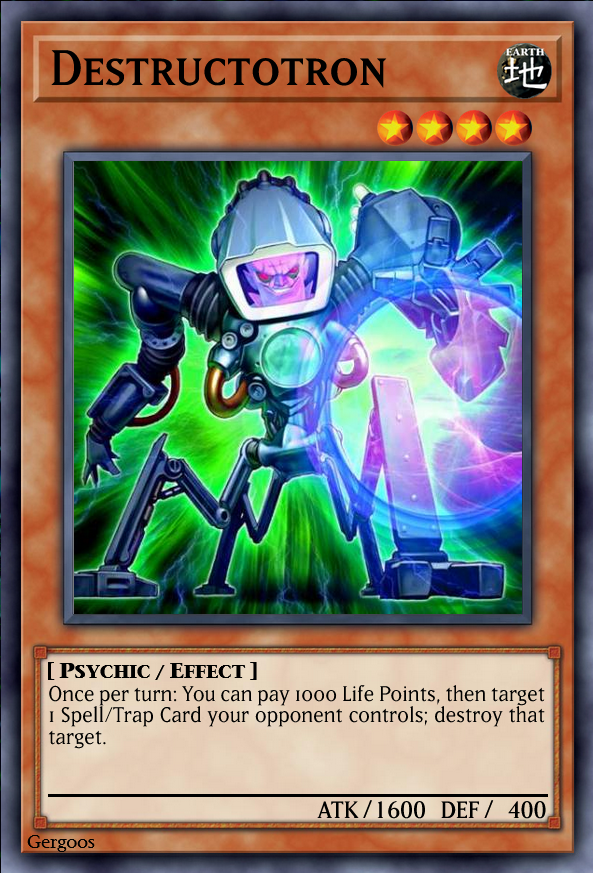 DESTRUCTOTRON
EARTH
地
[ PSYCHIC / EFFECT ]
Once per turn: You can pay 1000 Life Points, then target
1 Spell/Trap Card your opponent controls; destroy that
target.
ATK / 1600 DEF / 400
Gergoos